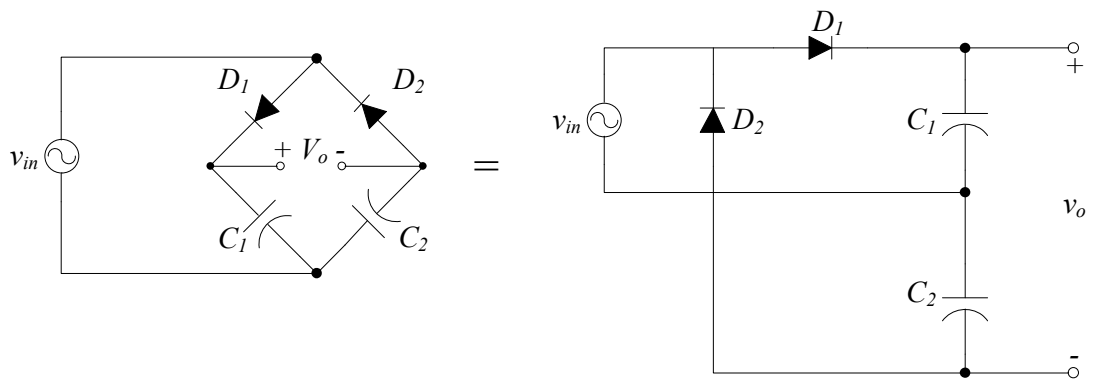 D1 D2
vin
+ Vo -
C1 C2
=
D1
+
vin
D2
C1
vo
C2
-